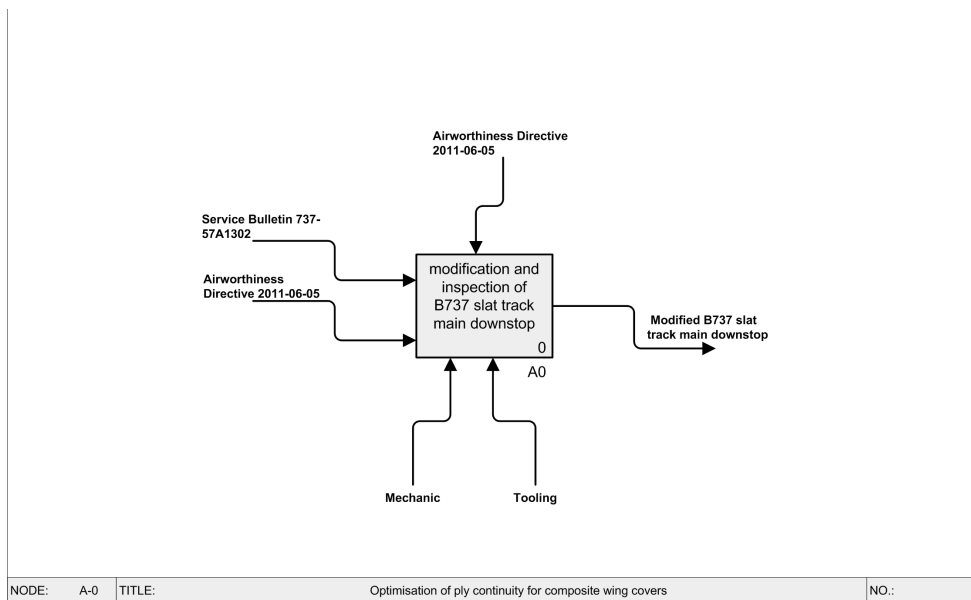 Airworthiness Directive
2011-06-05
Service Bulletin 737-
57A1302
Airworthiness
Directive 2011-06-05
modification and
inspection of
B737 slat track
main downstop
0
A0
Modified B737 slat
track main downstop
Mechanic
Tooling
NODE: A-0 TITLE: Optimisation of ply continuity for composite wing covers NO.: